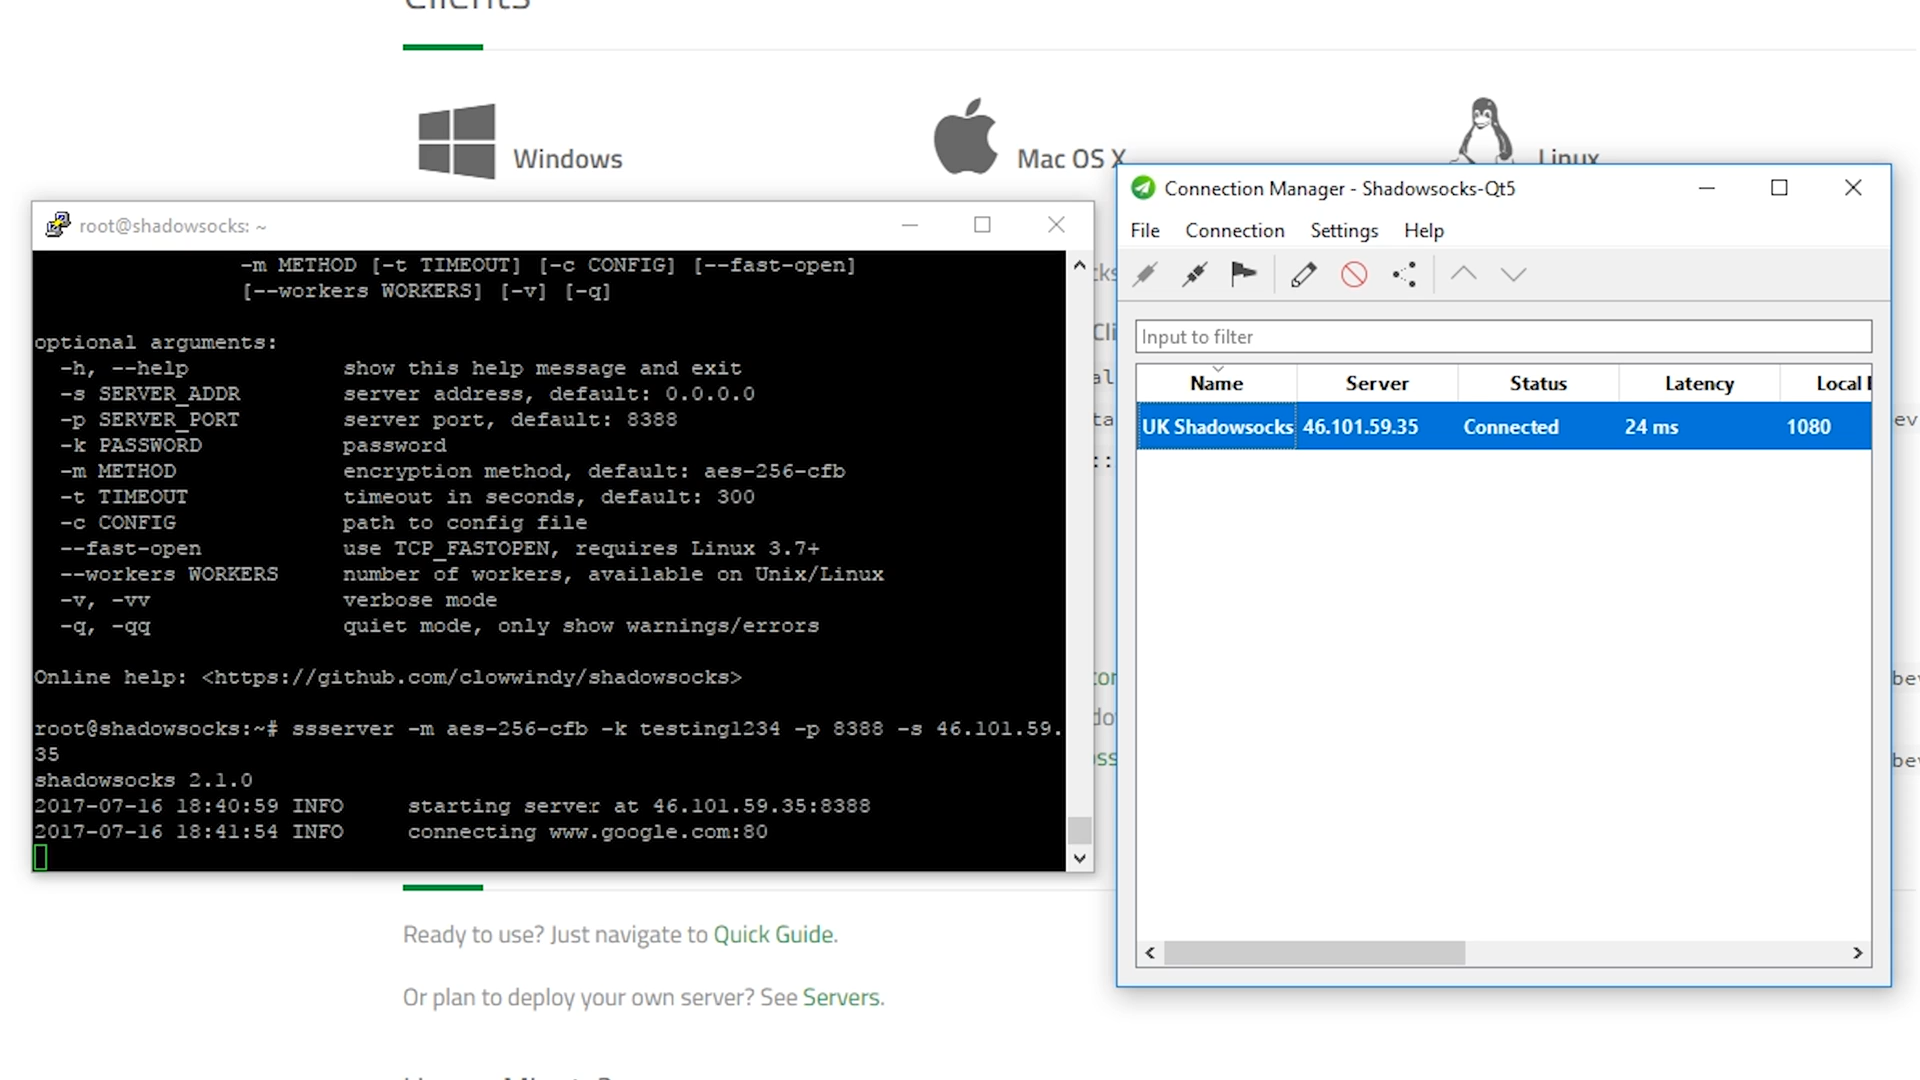 Clients
Windows
Mac OS X
Linux
root@shadowsocks: ~
-m METHOD [-t TIMEOUT] [-c CONFIG] [--fast-open]
[--workers WORKERS] [-v] [-q]
optional arguments:
-h, --help show this help message and exit
-s SERVER_ADDR server address, default: 0.0.0.0
-p SERVER_PORT server port, default: 8388
-k PASSWORD password
-m METHOD encryption method, default: aes-256-cfb
-t TIMEOUT timeout in seconds, default: 300
-c CONFIG path to config file
--fast-open use TCP_FASTOPEN, requires Linux 3.7+
--workers WORKERS number of workers, available on Unix/Linux
-v, -vv verbose mode
-q, -qq quiet mode, only show warnings/errors
Online help: <https://github.com/clowwindy/shadowsocks>
root@shadowsocks:~# ssserver -m aes-256-cfb -k testing1234 -p 8388 -s 46.101.59.
35
shadowsocks 2.1.0
2017-07-16 18:40:59 INFO starting server at 46.101.59.35:8388
2017-07-16 18:41:54 INFO connecting www.google.com:80
Connection Manager - Shadowsocks-Qt5
File Connection Settings Help
Input to filter
Name Server Status Latency Local
UK Shadowsocks 46.101.59.35 Connected 24 ms 1080
Ready to use? Just navigate to Quick Guide.
Or plan to deploy your own server? See Servers.